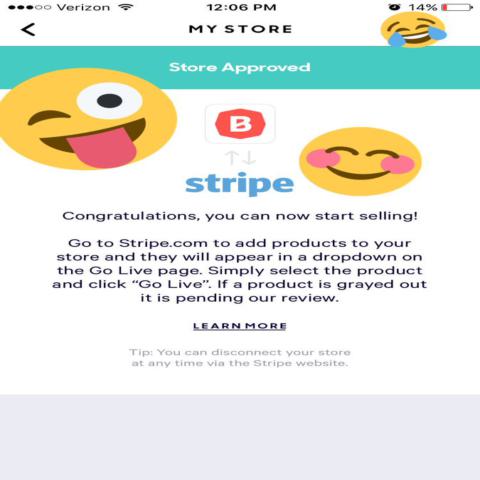 Verizon 12:06 PM 14%
MY STORE
Store Approved
B
stripe
Congratulations, you can now start selling!
Go to Stripe.com to add products to your
store and they will appear in a dropdown on
the Go Live page. Simply select the product
and click “Go Live”. If a product is grayed out
it is pending our review.
LEARN MORE
Tip: You can disconnect your store
at any time via the Stripe website.